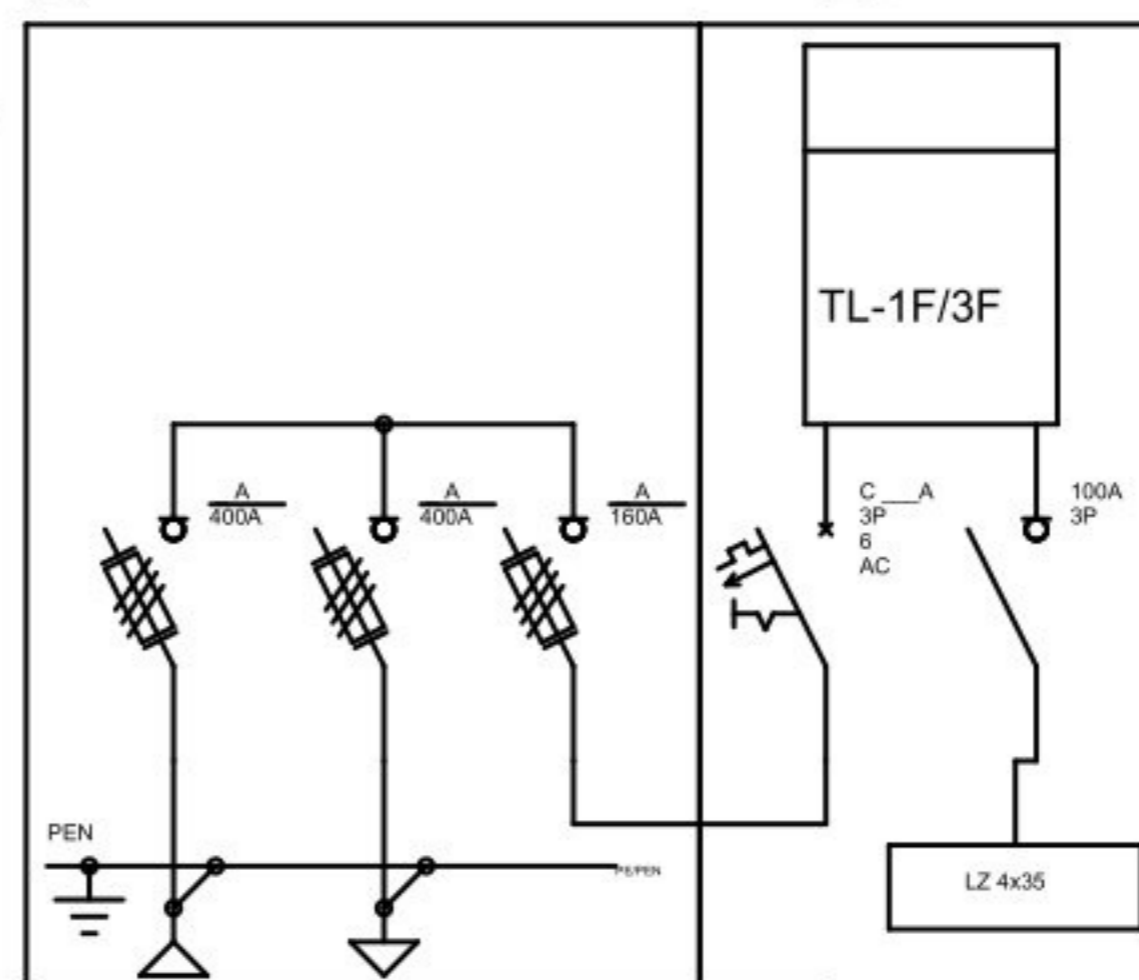 TL-1F/3F
A
400A
A
400A
A
160A
C ___A
3P
6
AC
100A
3P
PEN
PE/PEN
LZ 4x35